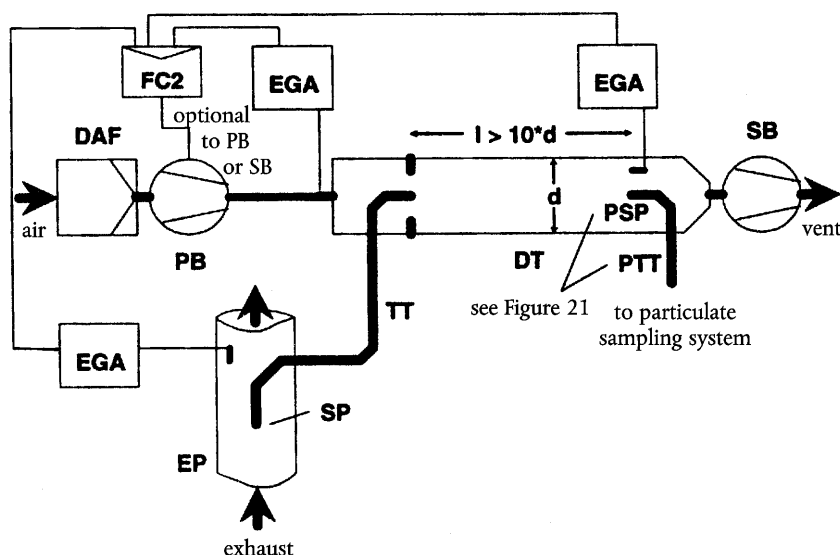 FC2
EGA
EGA
optional
to PB
or SB
DAF
l > 10*d
SB
air
d
PSP
vent
PB
DT
PTT
see Figure 21
to particulate
sampling system
TT
EGA
SP
EP
exhaust